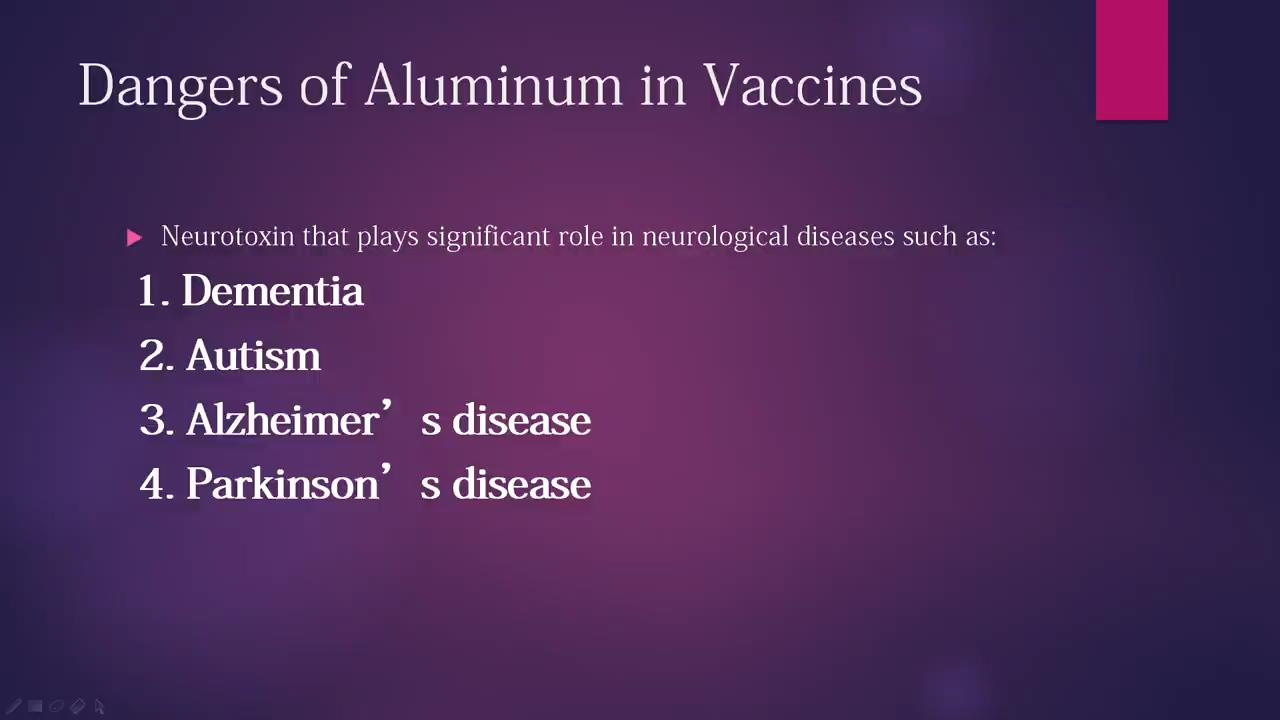 Dangers of Aluminum in Vaccines
Neurotoxin that plays significant role in neurological diseases such as:
1. Dementia
2. Autism
3. Alzheimer’s disease
4. Parkinson’s disease